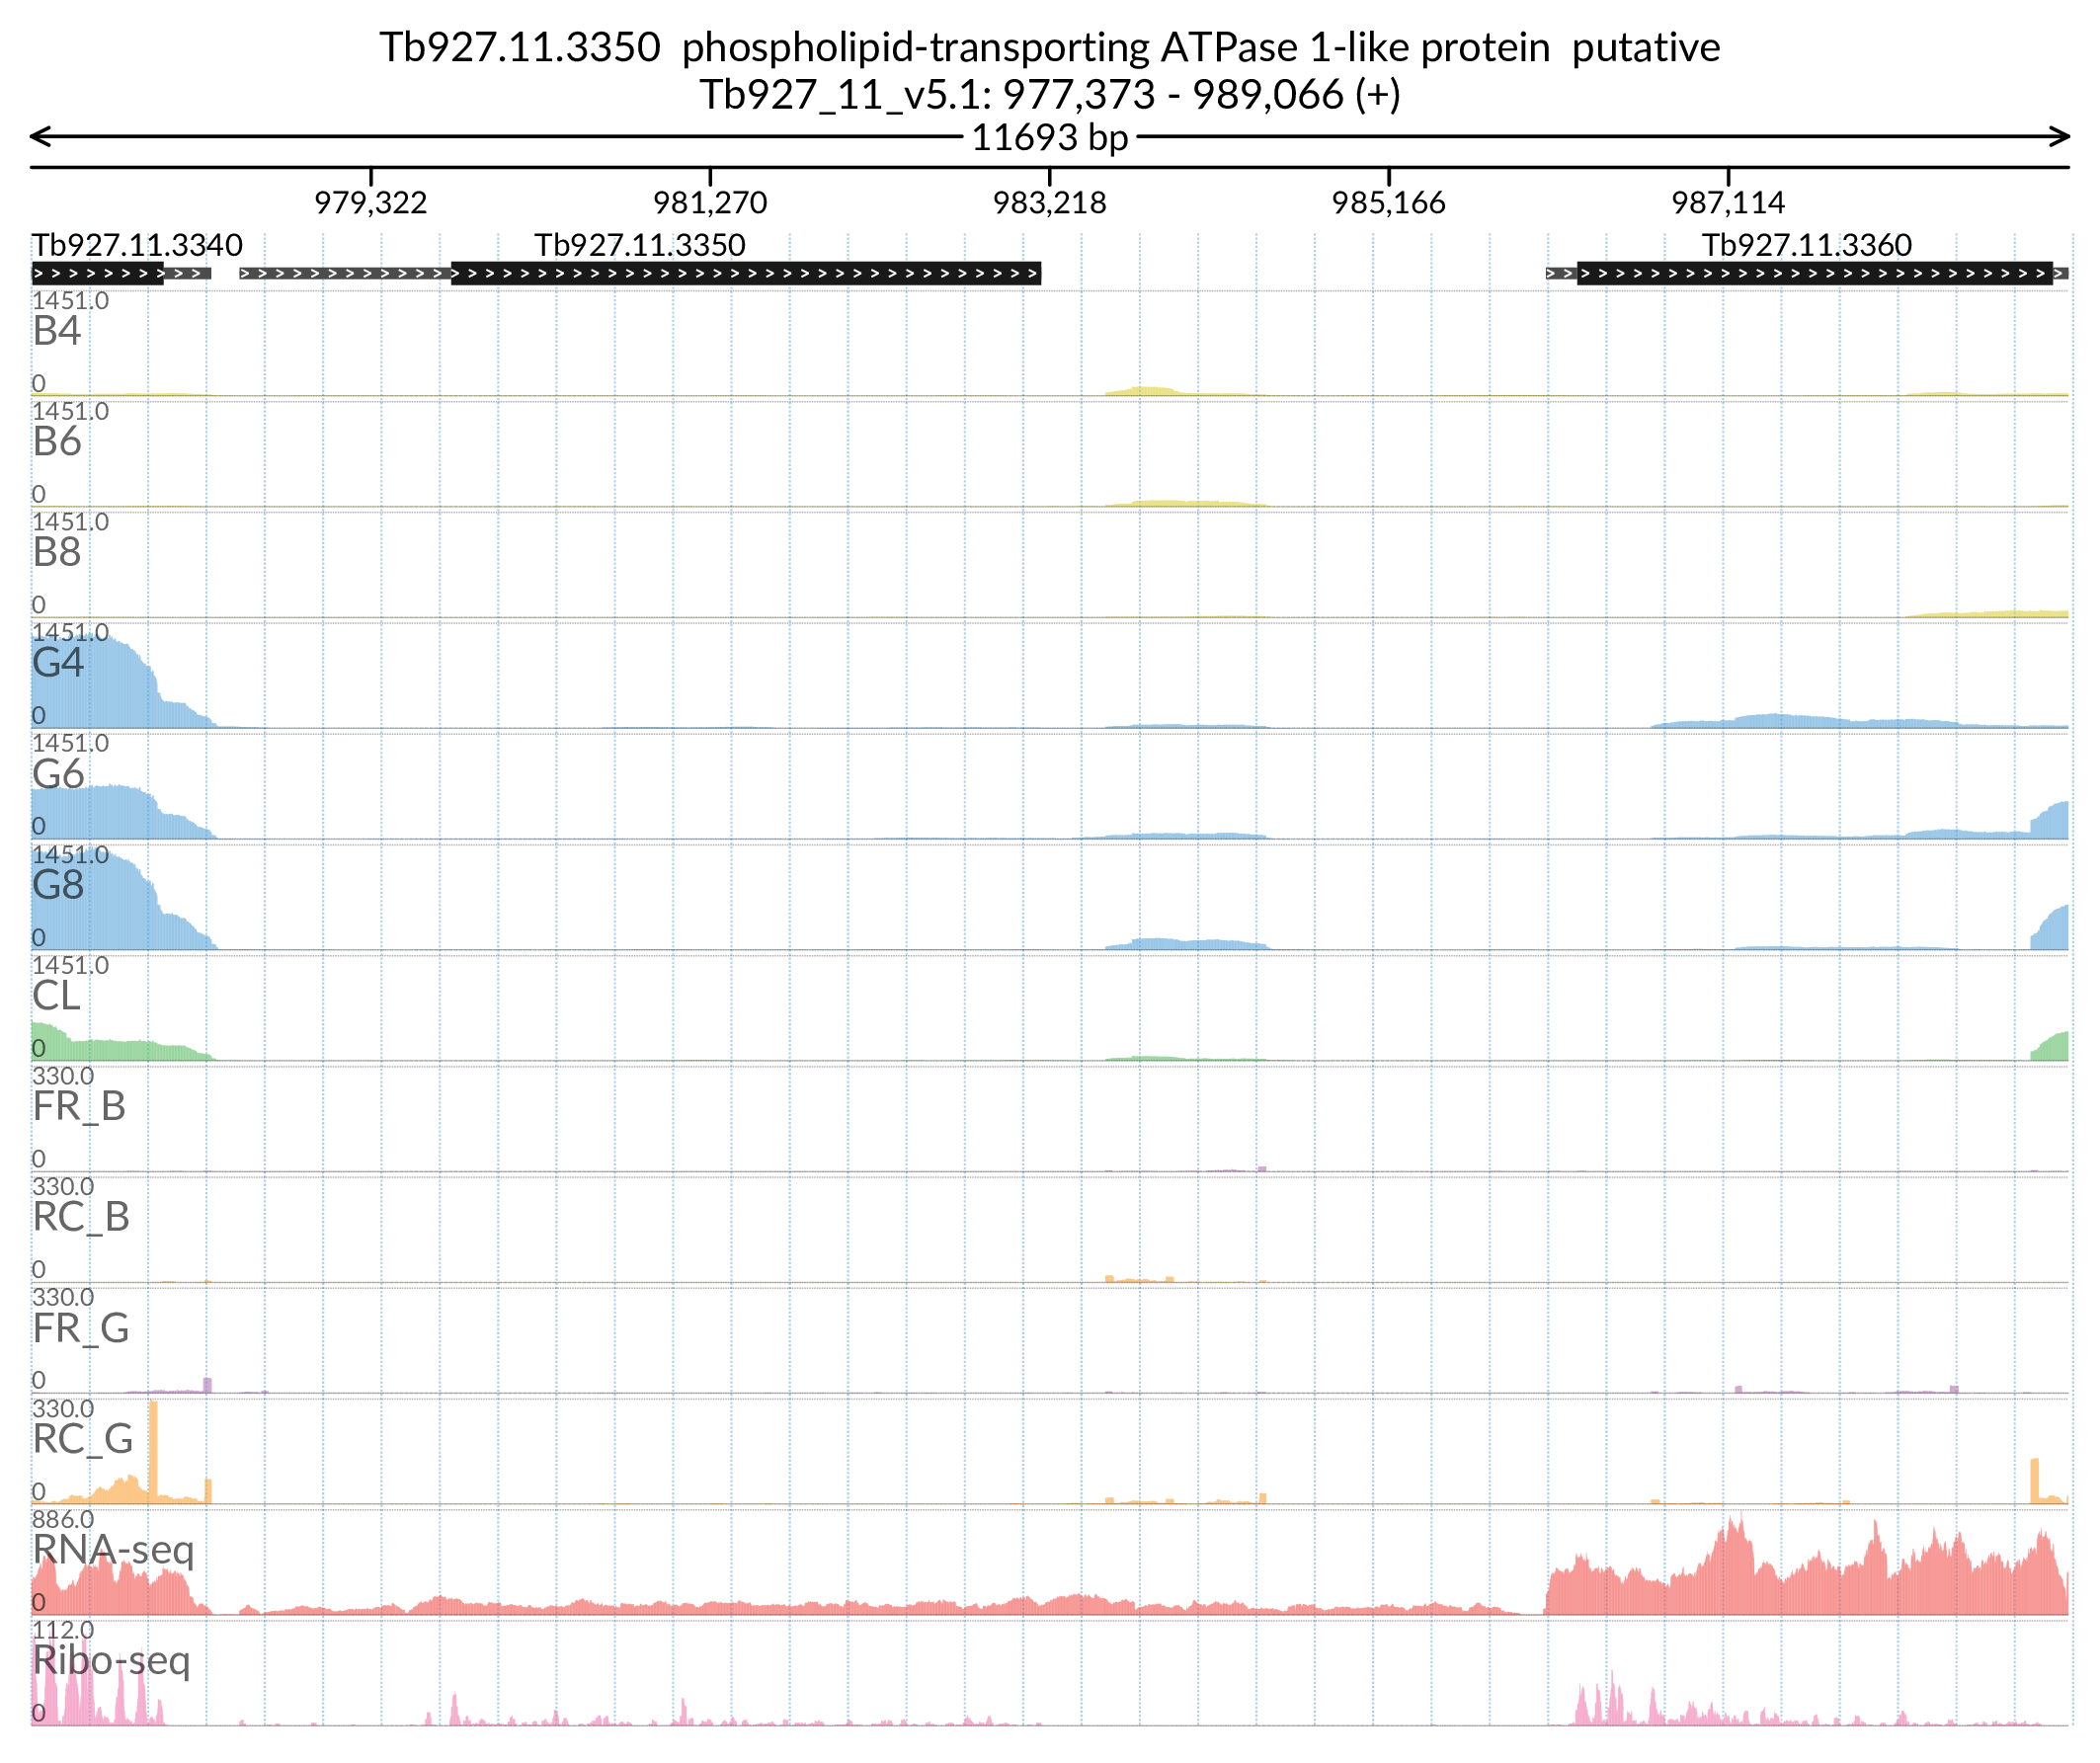 Tb927.11.3350  phospholipid-transporting ATPase 1-like protein  putative
Tb927_11_v5.1: 977,373 - 989,066 (+)
11693 bp
979,322 981,270 983,218 985,166 987,114
Tb927.11.3340 Tb927.11.3350 Tb927.11.3360
1451.0
B4
0
1451.0
B6
0
1451.0
B8
0
1451.0
G4
0
1451.0
G6
0
1451.0
G8
0
1451.0
CL
0
330.0
FR_B
0
330.0
RC_B
0
330.0
FR_G
0
330.0
RC_G
0
886.0
RNA-seq
0
112.0
Ribo-seq
0